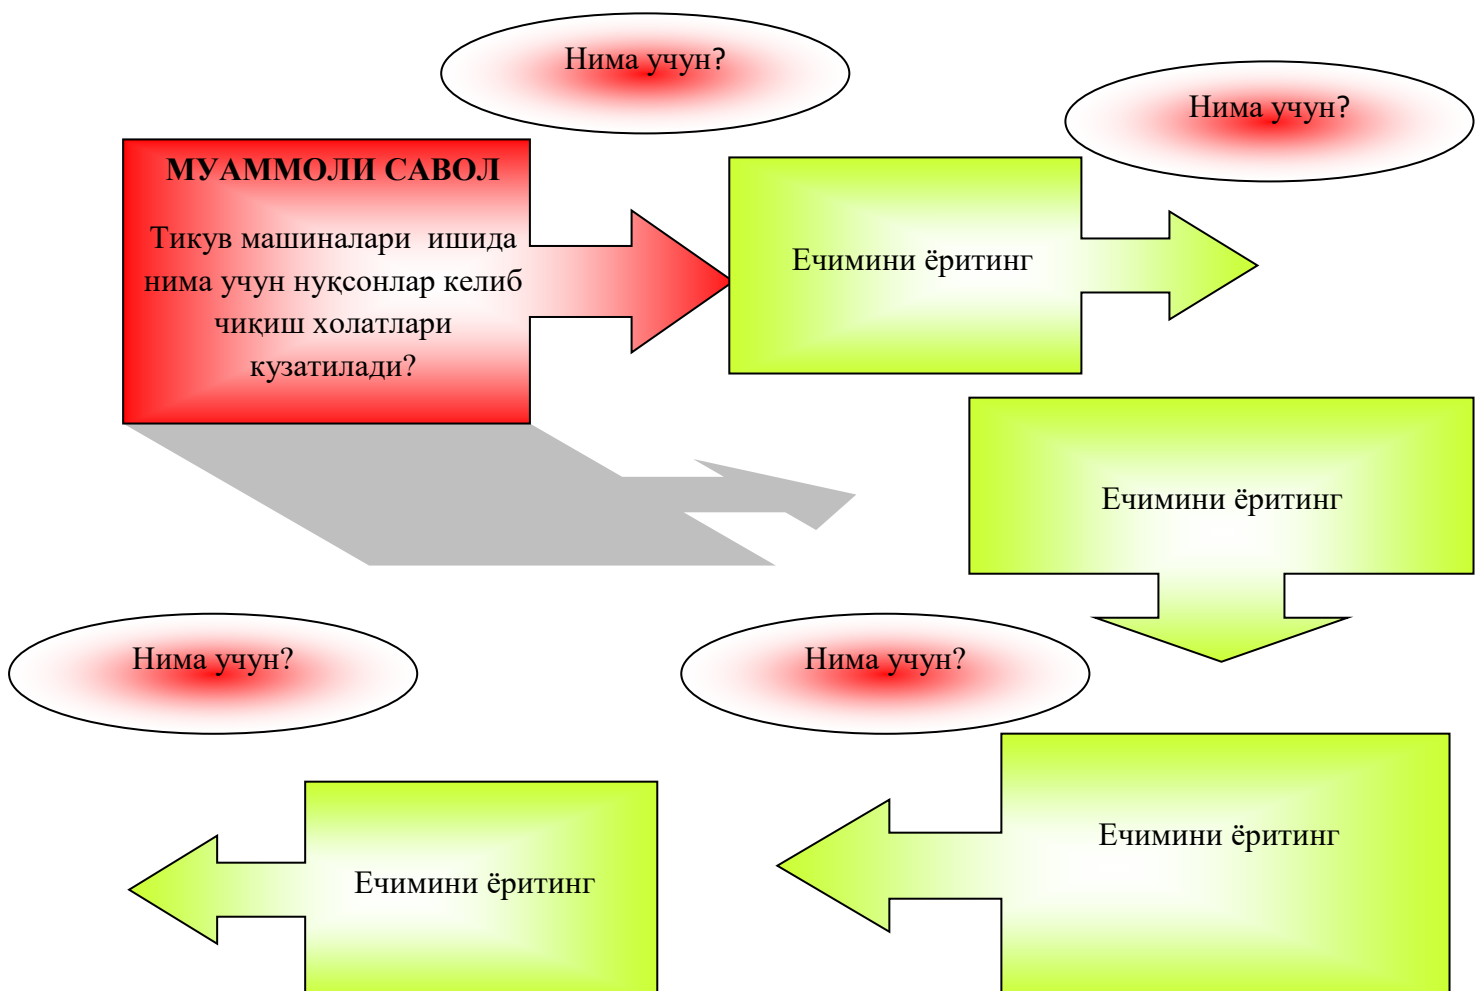 Нима учун?
Нима учун?
МУАММОЛИ САВОЛ
Тикув машиналари ишида
нима учун нуқсонлар келиб
чиқиш холатлари
кузатилади?
Ечимини ёритинг
Ечимини ёритинг
Нима учун?
Нима учун?
Ечимини ёритинг
Ечимини ёритинг